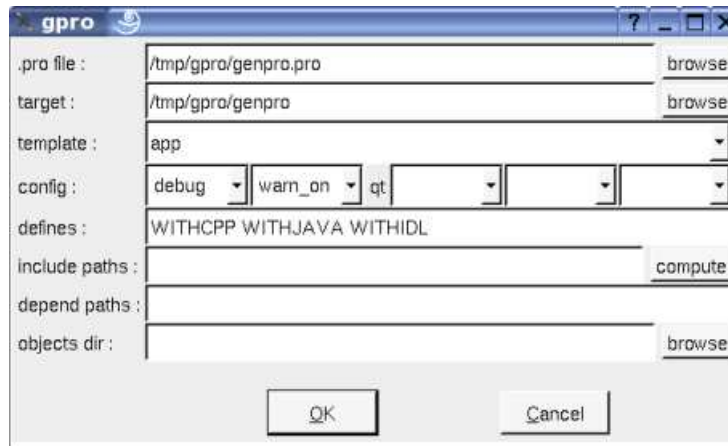 gpro
.pro file : /tmp/gpro/genpro.pro browse
target : /tmp/gpro/genpro browse
template : app
config : debug warn_on qt
defines : WITHCPP WITHJAVA WITHIDL
include paths : compute
depend paths :
objects dir : browse
OK Cancel